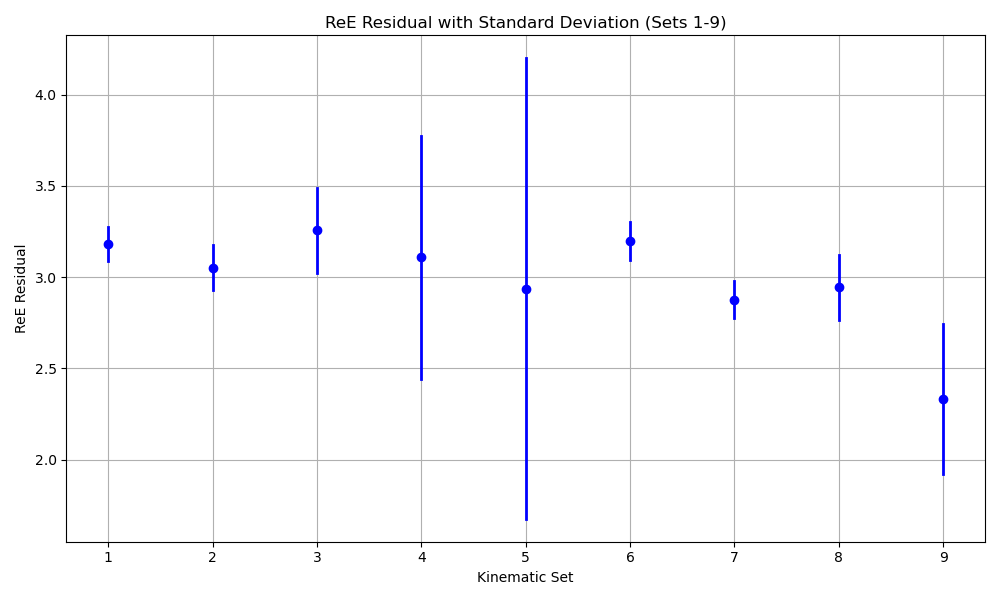 ReE Residual with Standard Deviation (Sets 1-9)
ReE Residual
4.0
3.5
3.0
2.5
2.0
1 2 3 4 5 6 7 8 9
Kinematic Set